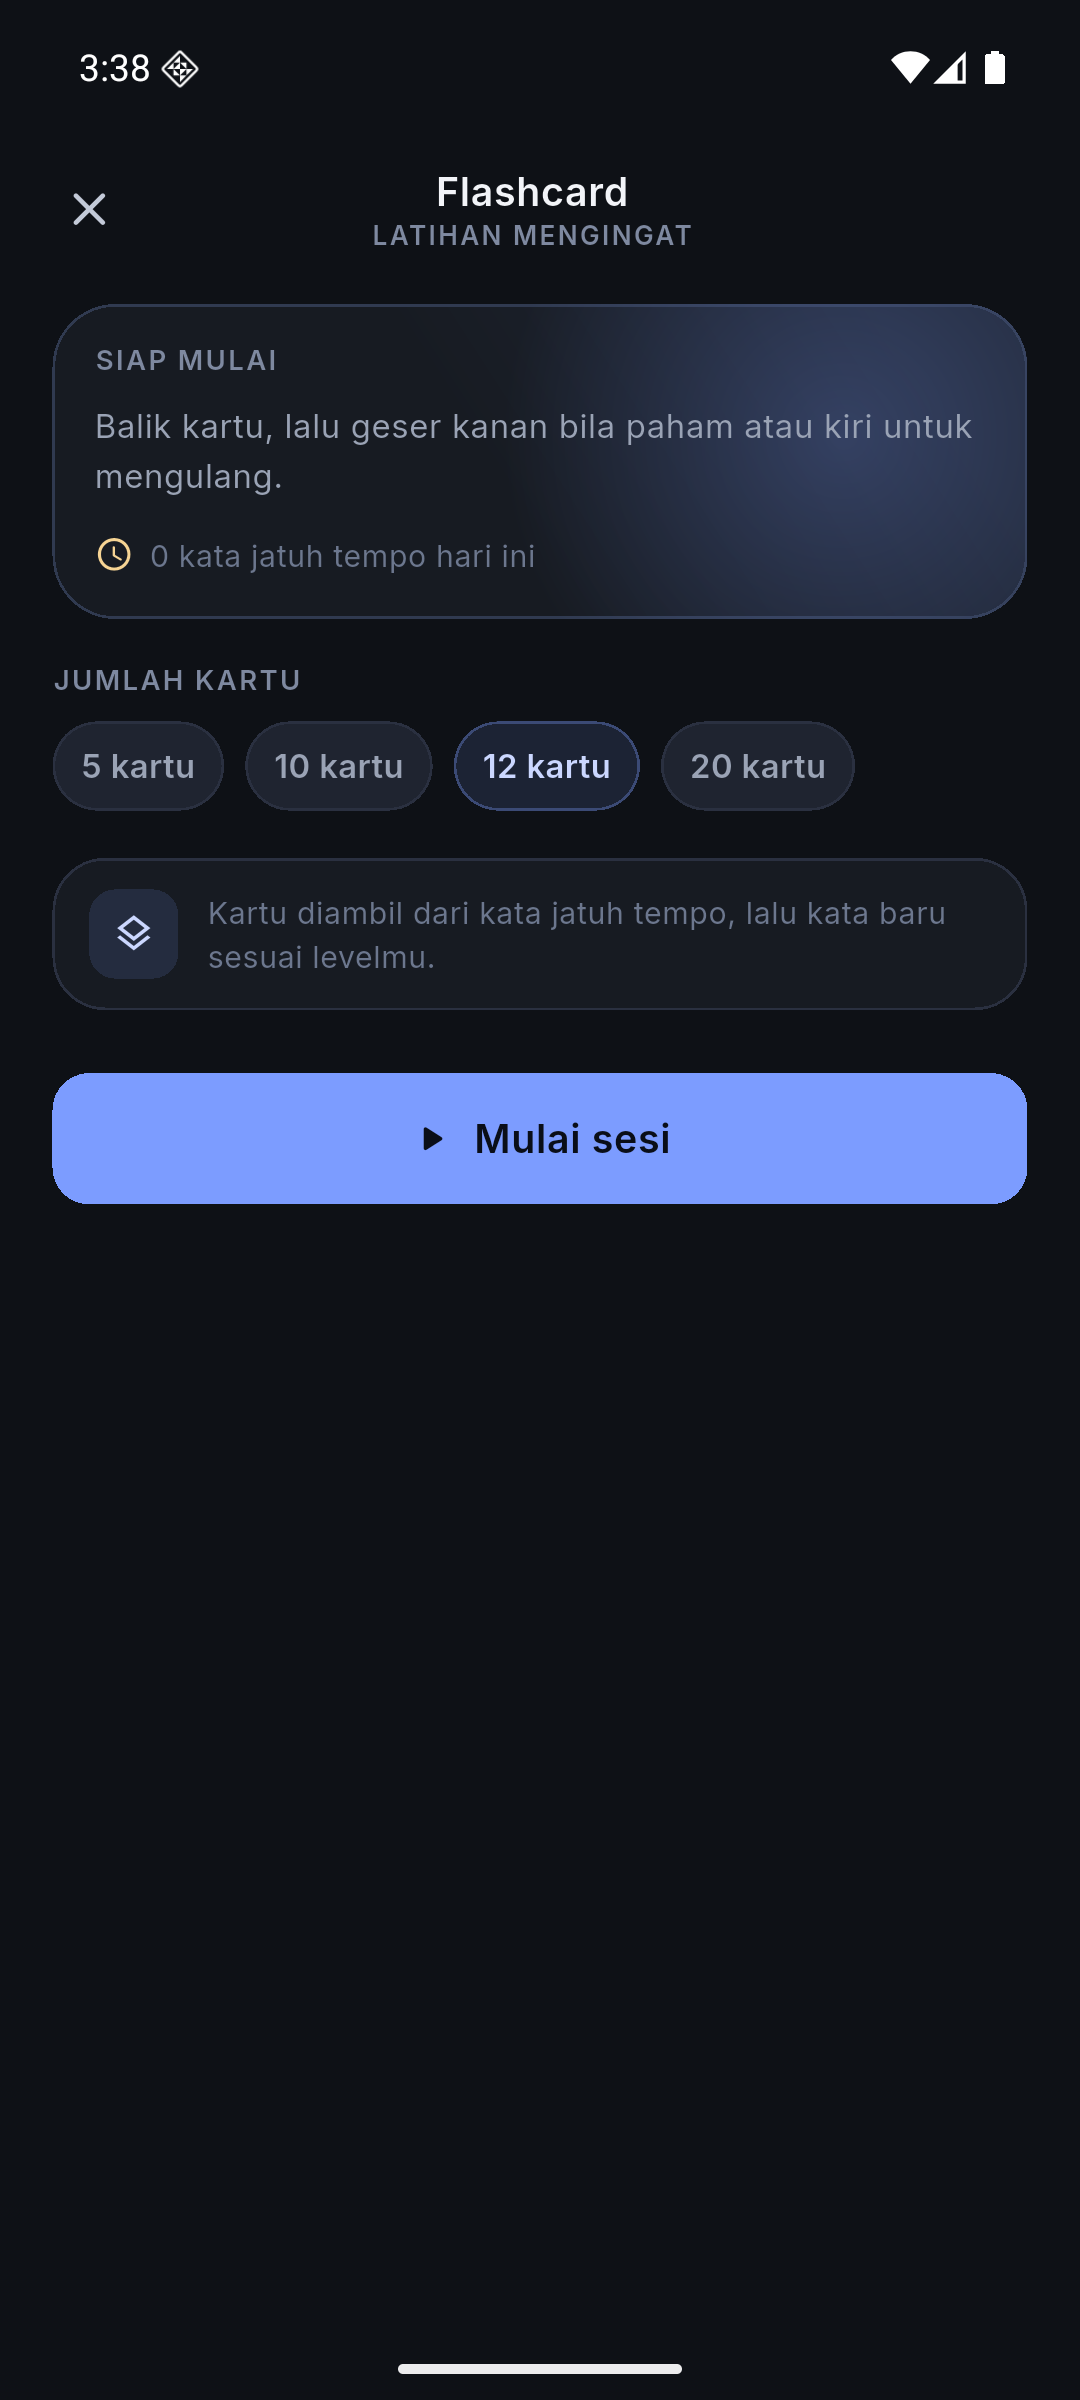 3:38
Flashcard
LATIHAN MENGINGAT
SIAP MULAI
Balik kartu, lalu geser kanan bila paham atau kiri untuk
mengulang.
0 kata jatuh tempo hari ini
JUMLAH KARTU
5 kartu
10 kartu
12 kartu
20 kartu
Kartu diambil dari kata jatuh tempo, lalu kata baru
sesuai levelmu.
Mulai sesi